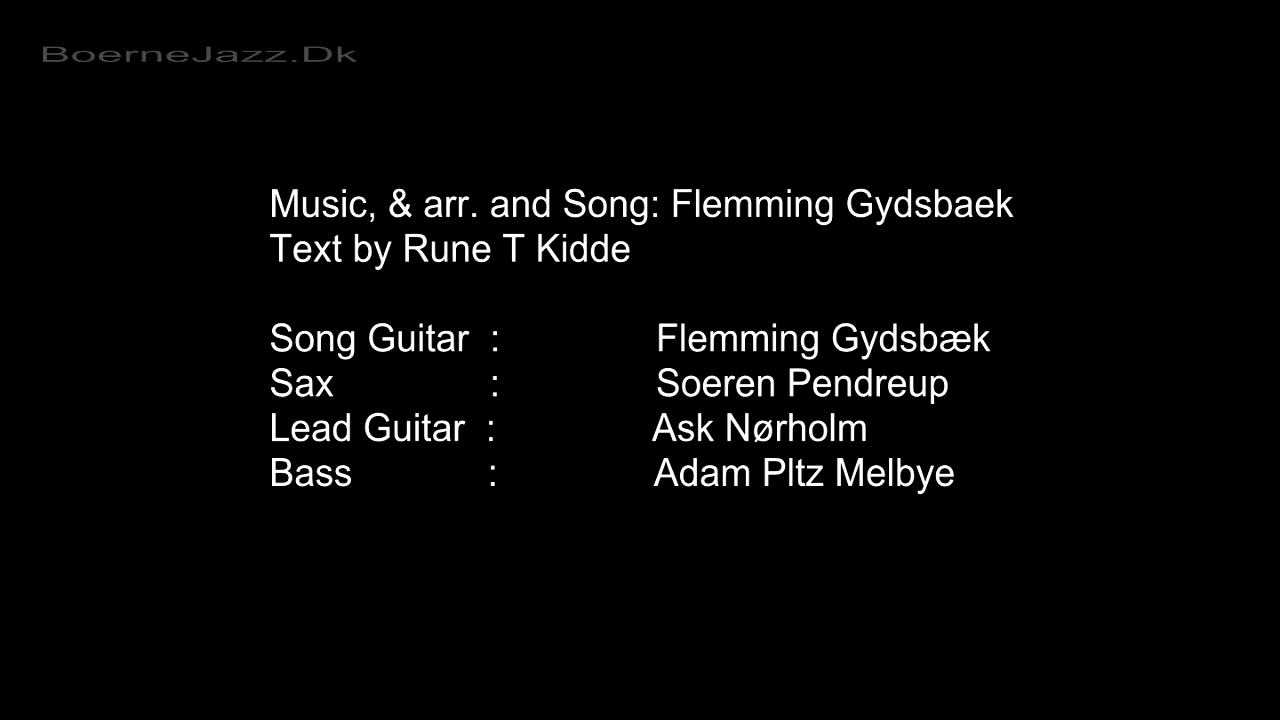 BoerneJazz.Dk
Music, & arr. and Song: Flemming Gydsbaek
Text by Rune T Kidde
Song Guitar : Flemming Gydsbæk
Sax : Soeren Pendreup
Lead Guitar : Ask Nørholm
Bass : Adam Pltz Melbye